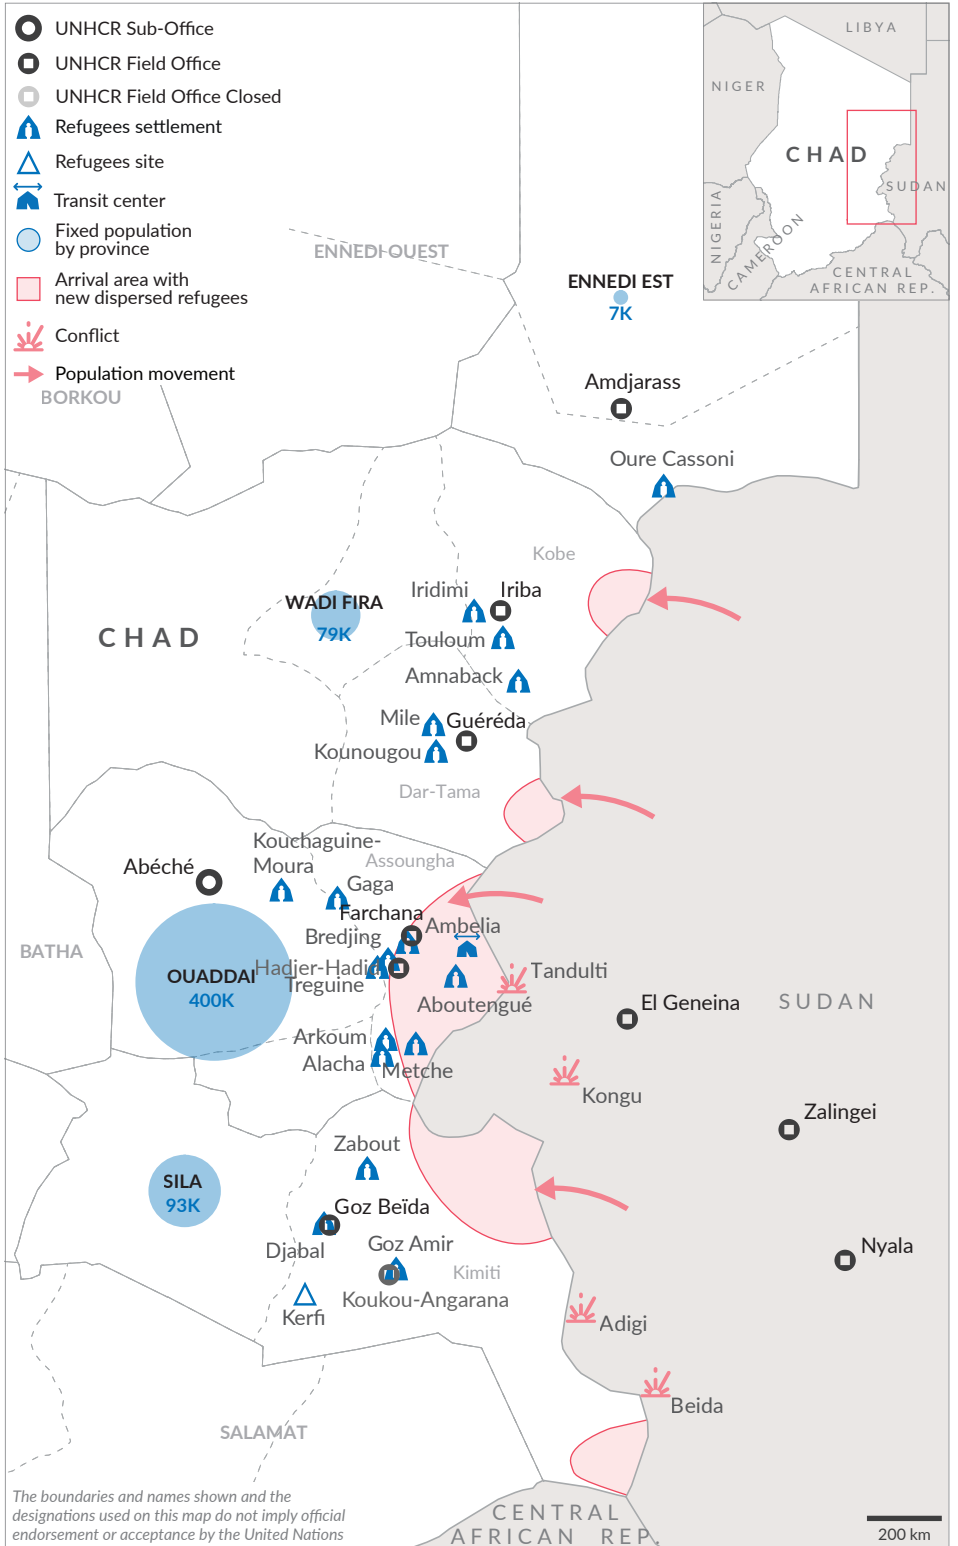 UNHCR Sub-Office
UNHCR Field Office
UNHCR Field Office Closed
Refugees settlement
Refugees site
Transit center
Fixed population
by province
Arrival area with
new dispersed refugees
Conflict
Population movement
LIBYA
NIGER
CHAD
SUDAN
NIGERIA
CAMEROON
CENTRAL
AFRICAN REP.
ENNEDI OUEST
ENNEDI EST
7K
BORKOU
Amdjarass
Oure Cassoni
Kobe
Iridimi
Iriba
WADI FIRA
79K
CHAD
Touloum
Amnaback
Mile
Guéréda
Kounougou
Dar-Tama
Kouchaguine-
Moura
Assoungha
Abéché
Gaga
Farchana
Ambelia
Bredjing
BATHA
Hadjer-Hadid
Treguine
OUADDAI
400K
Tandulti
Aboutengué
El Geneina
SUDAN
Arkoum
Alacha
Metche
Kongu
Zalingei
Zabout
SILA
93K
Goz Beïda
Djabal
Goz Amir
Nyala
Kimiti
Koukou-Angarana
Kerfi
Adigi
Beida
SALAMAT
The boundaries and names shown and the
designations used on this map do not imply official
endorsement or acceptance by the United Nations
CENTRAL
AFRICAN REP.
200 km